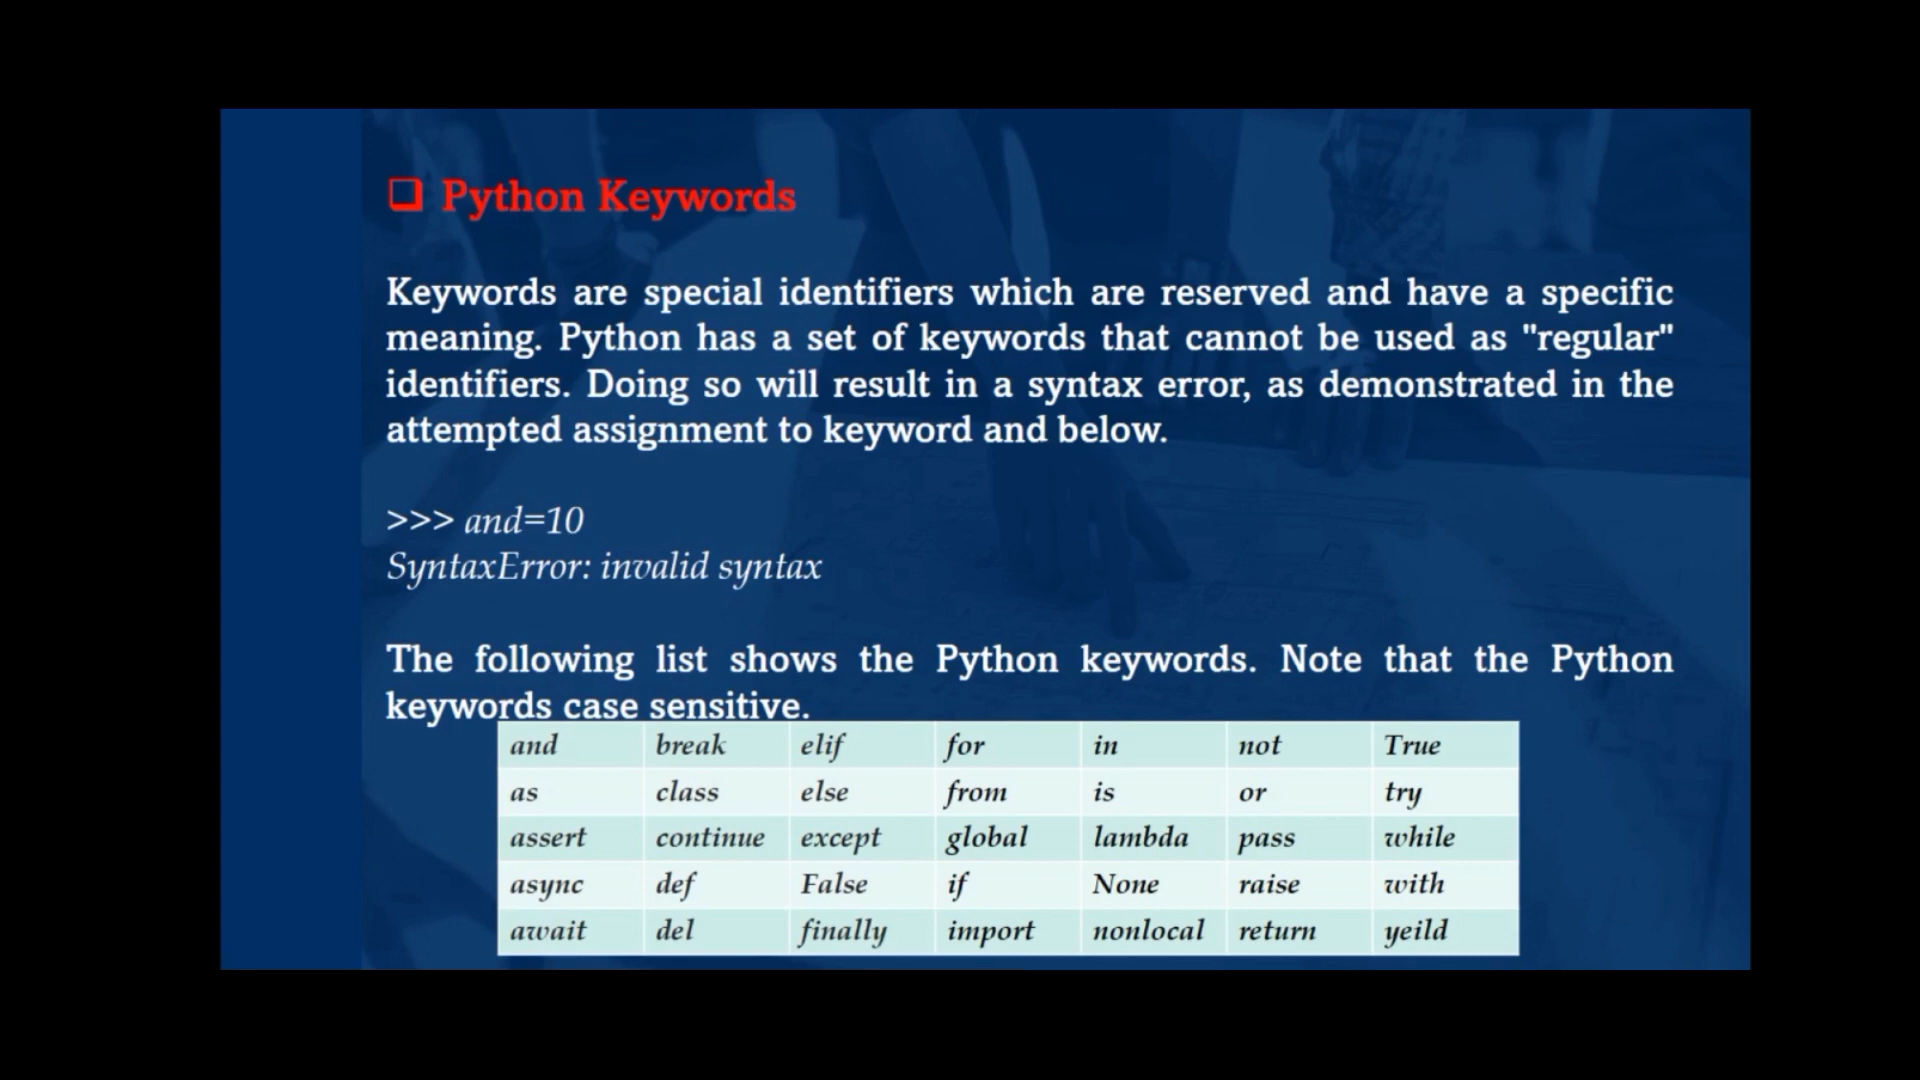 ❑ Python Keywords
Keywords are special identifiers which are reserved and have a specific
meaning. Python has a set of keywords that cannot be used as "regular"
identifiers. Doing so will result in a syntax error, as demonstrated in the
attempted assignment to keyword and below.
>>> and=10
SyntaxError: invalid syntax
The following list shows the Python keywords. Note that the Python
keywords case sensitive.
and break elif for in not True
as class else from is or try
assert continue except global lambda pass while
async def False if None raise with
await del finally import nonlocal return yeild